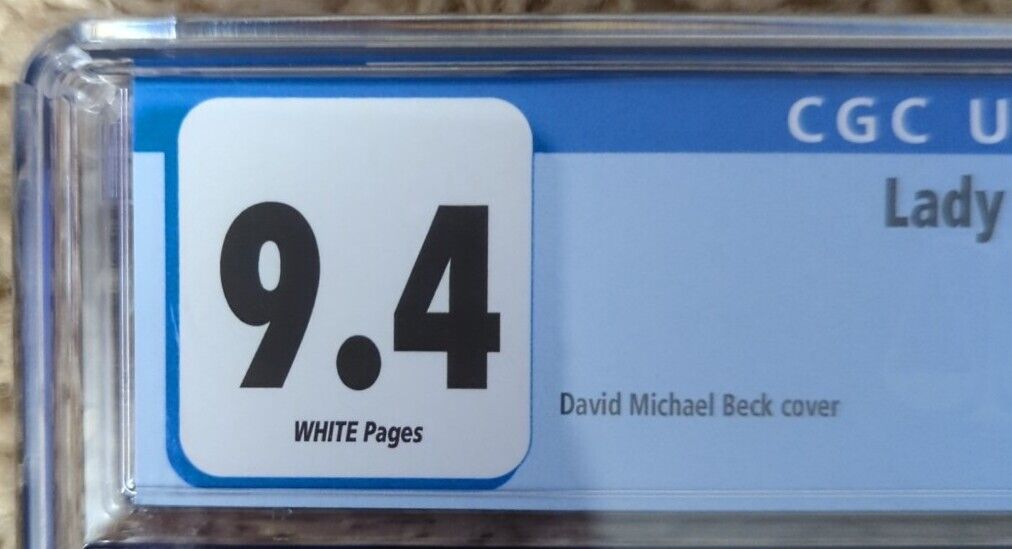 CGC U
Lady
9.4
David Michael Beck cover
WHITE Pages